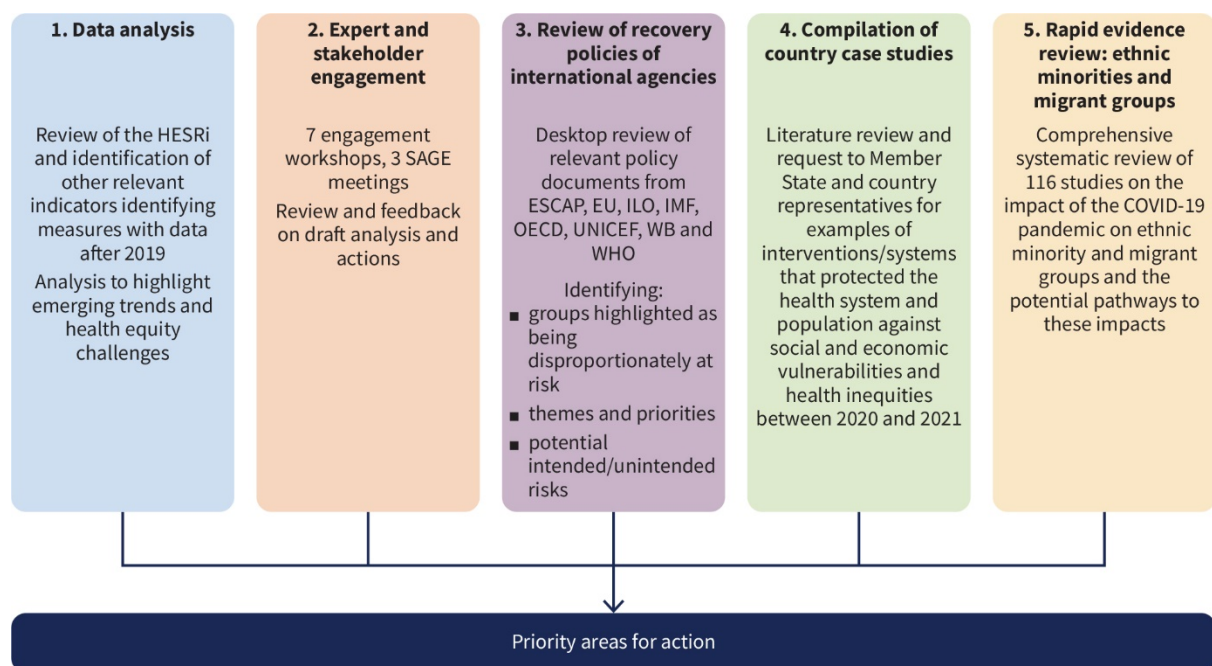 1. Data analysis
Review of the HESRi
and identification of
other relevant
indicators identifying
measures with data
after 2019
Analysis to highlight
emerging trends and
health equity
challenges
2. Expert and
stakeholder
engagement
7 engagement
workshops, 3 SAGE
meetings
Review and feedback
on draft analysis and
actions
3. Review of recovery
policies of
international agencies
Desktop review of
relevant policy
documents from
ESCAP, EU, ILO, IMF,
OECD, UNICEF, WB and
WHO
Identifying:
▪ groups highlighted as
being
disproportionately at
risk
▪ themes and priorities
▪ potential
intended/unintended
risks
4. Compilation of
country case studies
Literature review and
request to Member
State and country
representatives for
examples of
interventions/systems
that protected the
health system and
population against
social and economic
vulnerabilities and
health inequities
between 2020 and 2021
5. Rapid evidence
review: ethnic
minorities and
migrant groups
Comprehensive
systematic review of
116 studies on the
impact of the COVID-19
pandemic on ethnic
minority and migrant
groups and the
potential pathways to
these impacts
Priority areas for action